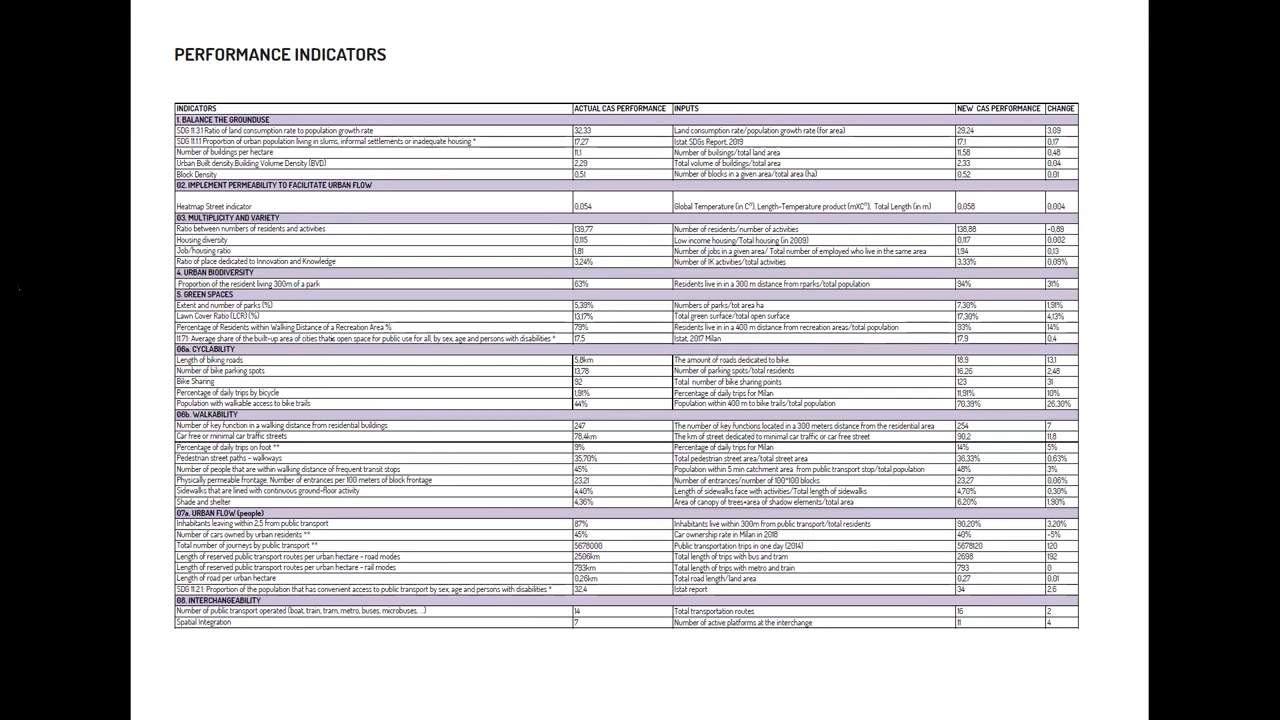 PERFORMANCE INDICATORS
INDICATORS ACTUAL CAS PERFORMANCE INPUTS NEW CAS PERFORMANCE CHANGE
1. BALANCE THE GROUNDUSE
SDG 11.3.1 Ratio of land consumption rate to population growth rate 32,33 Land consumption rate/population growth rate (for area) 29,24 3,09
SDG 11.1.1 Proportion of urban population living in slums, informal settlements or inadequate housing * 17,27 Istat SDGs Report, 2019 17,1 0,17
Number of buildings per hectare 11,1 Number of builsings/total land area 11,58 0,48
Urban Built density Building Volume Density (BVD) 2,29 Total volume of buildings/total area 2,33 0,04
Block Density 0,51 Number of blocks in a given area/total area (ha) 0,52 0,01
02. IMPLEMENT PERMEABILITY TO FACILITATE URBAN FLOW
Heatmap Street indicator 0,054 Global Temperature (in C°), Length-Temperature product (mXC°), Total Length (in m) 0,058 0,004
03. MULTIPLICITY AND VARIETY
Ratio between numbers of residents and activities 139,77 Number of residents/number of activities 138,88 -0,89
Housing diversity 0,115 Low income housing/Total housing (in 2009) 0,117 0,002
Job/housing ratio 1,81 Number of jobs in a given area/ Total number of employed who live in the same area 1,94 0,13
Ratio of place dedicated to Innovation and Knowledge 3,24% Number of IK activities/total activities 3,33% 0,09%
4. URBAN BIODIVERSITY
Proportion of the resident living 300m of a park 63% Residents live in in a 300 m distance from rparks/total population 94% 31%
5. GREEN SPACES
Extent and number of parks (%) 5,39% Numbers of parks/tot area ha 7,30% 1,91%
Lawn Cover Ratio (LCR) (%) 13,17% Total green surface/total open surface 17,30% 4,13%
Percentage of Residents within Walking Distance of a Recreation Area % 79% Residents live in in a 400 m distance from recreation areas/total population 93% 14%
11.7.1: Average share of the built-up area of cities thatis open space for public use for all, by sex, age and persons with disabilities * 17,5 Istat, 2017 Milan 17,9 0,4
06a. CYCLABILITY
Length of biking roads 5,8km The amount of roads dedicated to bike. 18,9 13,1
Number of bike parking spots 13,78 Number of parking spots/total residents 16,26 2,48
Bike Sharing 92 Total number of bike sharing points 123 31
Percentage of daily trips by bicycle 1,91% Percentage of daily trips for Milan 11,91% 10%
Population with walkable access to bike trails 44% Population within 400 m to bike trails/total population 70,39% 26,30%
06b. WALKABILITY
Number of key function in a walking distance from residential buildings 247 The number of key functions located in a 300 meters distance from the residential area 254 7
Car free or minimal car traffic streets 78,4km The km of street dedicated to minimal car traffic or car free street 90,2 11,8
Percentage of daily trips on foot ** 9% Percentage of daily trips for Milan 14% 5%
Pedestrian street paths - walkways 35,70% Total pedestrian street area/total street area 36,33% 0,63%
Number of people that are within walking distance of frequent transit stops 45% Population within 5 min catchment area from public transport stop/total population 48% 3%
Physically permeable frontage. Number of entrances per 100 meters of block frontage 23,21 Number of entrances/number of 100*100 blocks 23,27 0,06%
Sidewalks that are lined with continuous ground-floor activity 4,40% Length of sidewalks face with activities/Total length of sidewalks 4,70% 0,30%
Shade and shelter 4,36% Area of canopy of trees+area of shadow elements/total area 6,20% 1,90%
07a. URBAN FLOW (people)
Inhabitants leaving within 2,5 from public transport 87% Inhabitants live within 300m from public transport/total residents 90,20% 3,20%
Number of cars owned by urban residents ** 45% Car ownership rate in Milan in 2018 40% -5%
Total number of journeys by public transport ** 5678000 Public transportation trips in one day (2014) 5678120 120
Length of reserved public transport routes per urban hectare - road modes 2506km Total length of trips with bus and tram 2698 192
Length of reserved public transport routes per urban hectare - rail modes 793km Total length of trips with metro and train 793 0
Length of road per urban hectare 0,26km Total road length/land area 0,27 0,01
SDG 11.2.1: Proportion of the population that has convenient access to public transport by sex, age and persons with disabilities * 32,4 Istat report 34 2,6
08. INTERCHANGEABILITY
Number of public transport operated (boat, train, tram, metro, buses, microbuses, ...) 14 Total transportation routes 16 2
Spatial Integration 7 Number of active platforms at the interchange 11 4